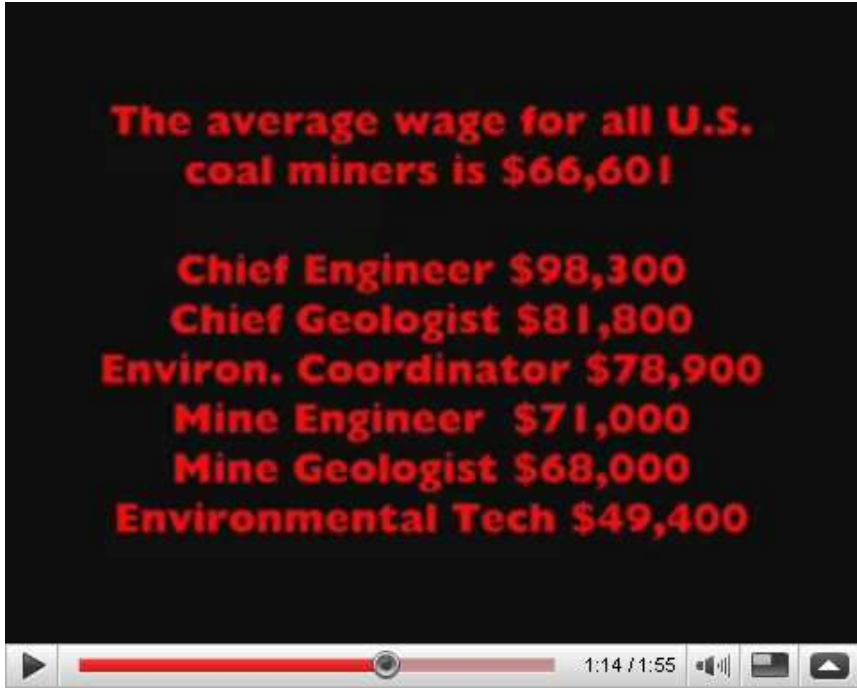 The average wage for all U.S.
coal miners is $66,601
Chief Engineer $98,300
Chief Geologist $81,800
Environ. Coordinator $78,900
Mine Engineer $71,000
Mine Geologist $68,000
Environmental Tech $49,400
1:14 / 1:55